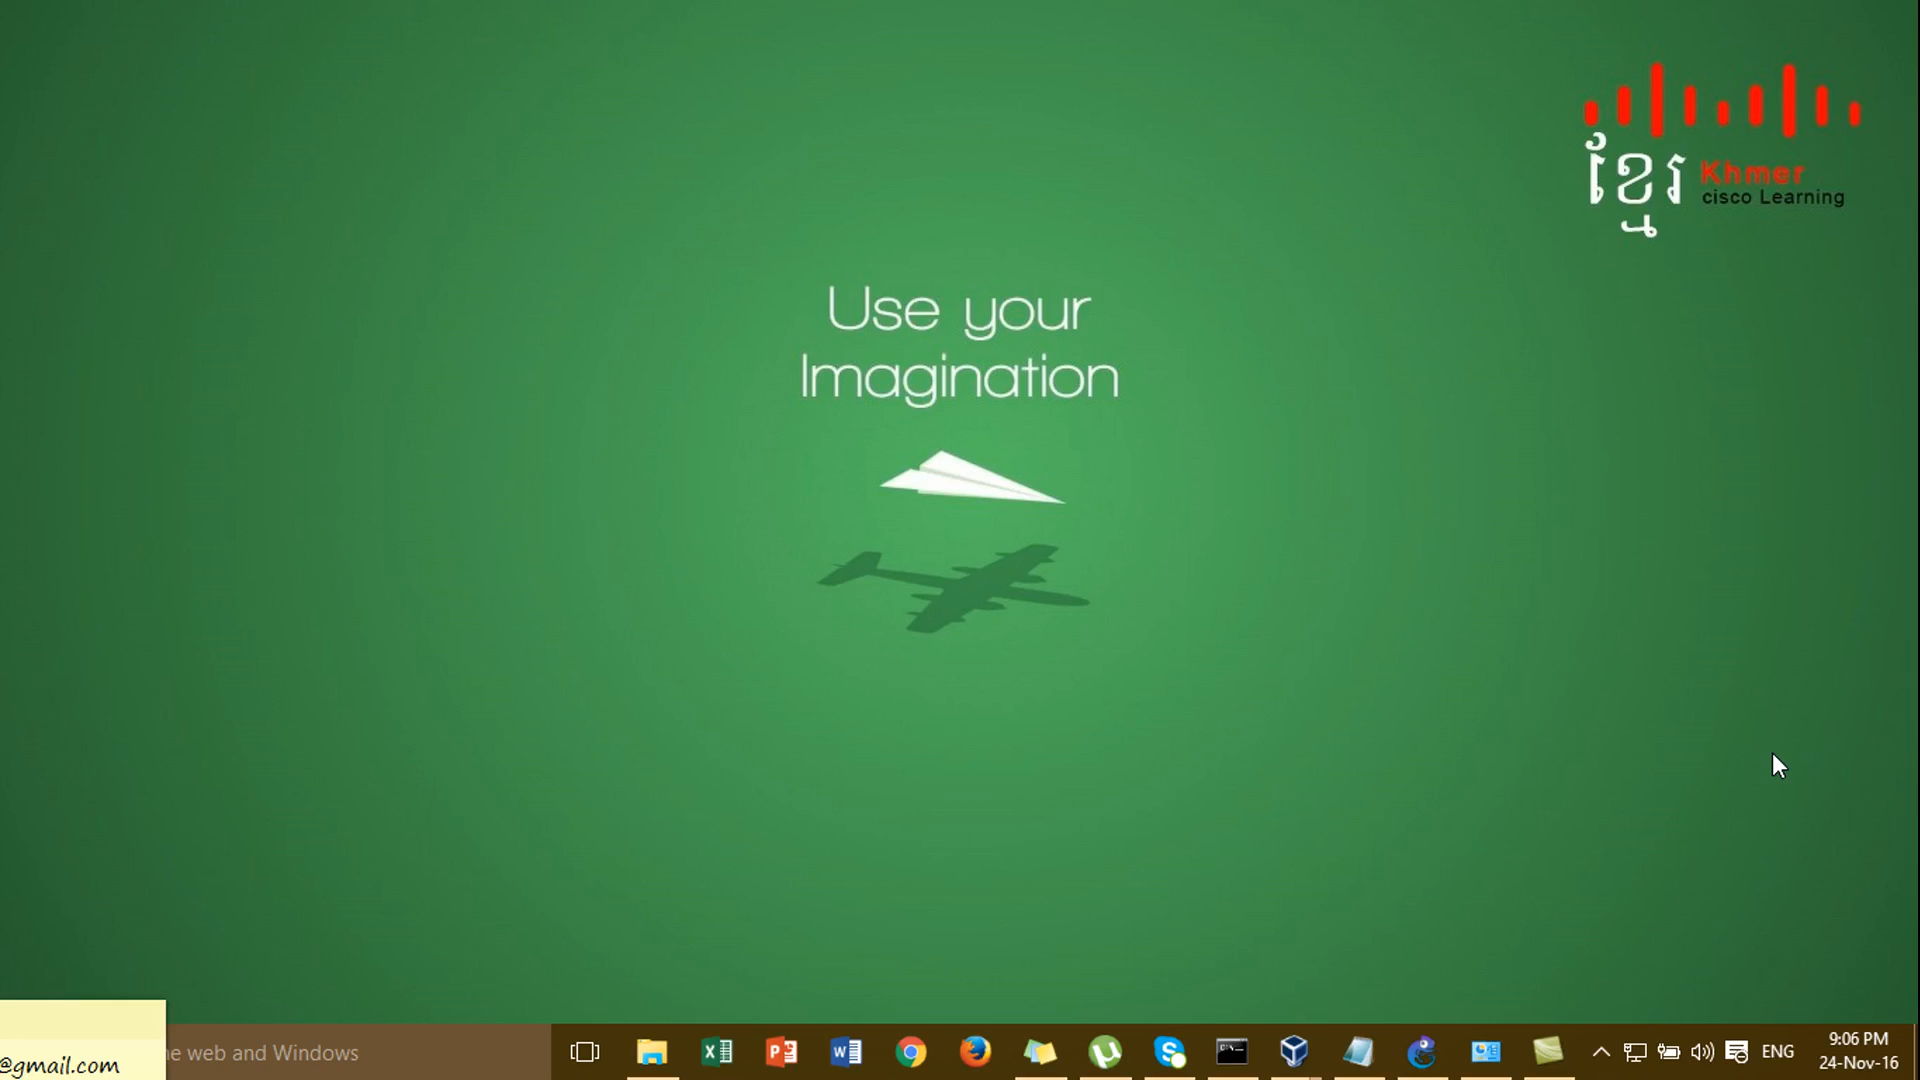 ខ្មែរ
Khmer
cisco Learning
Use your
Imagination
@gmail.com
he web and Windows
ENG
9:06 PM
24-Nov-16